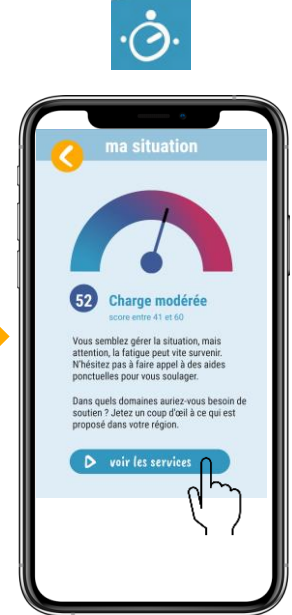 ma situation
52
Charge modérée
score entre 41 et 60
Vous semblez gérer la situation, mais
attention, la fatigue peut vite survenir.
N'hésitez pas à faire appel à des aides
ponctuelles pour vous soulager.
Dans quels domaines auriez-vous besoin de
soutien ? Jetez un coup d'œil à ce qui est
proposé dans votre région.
voir les services